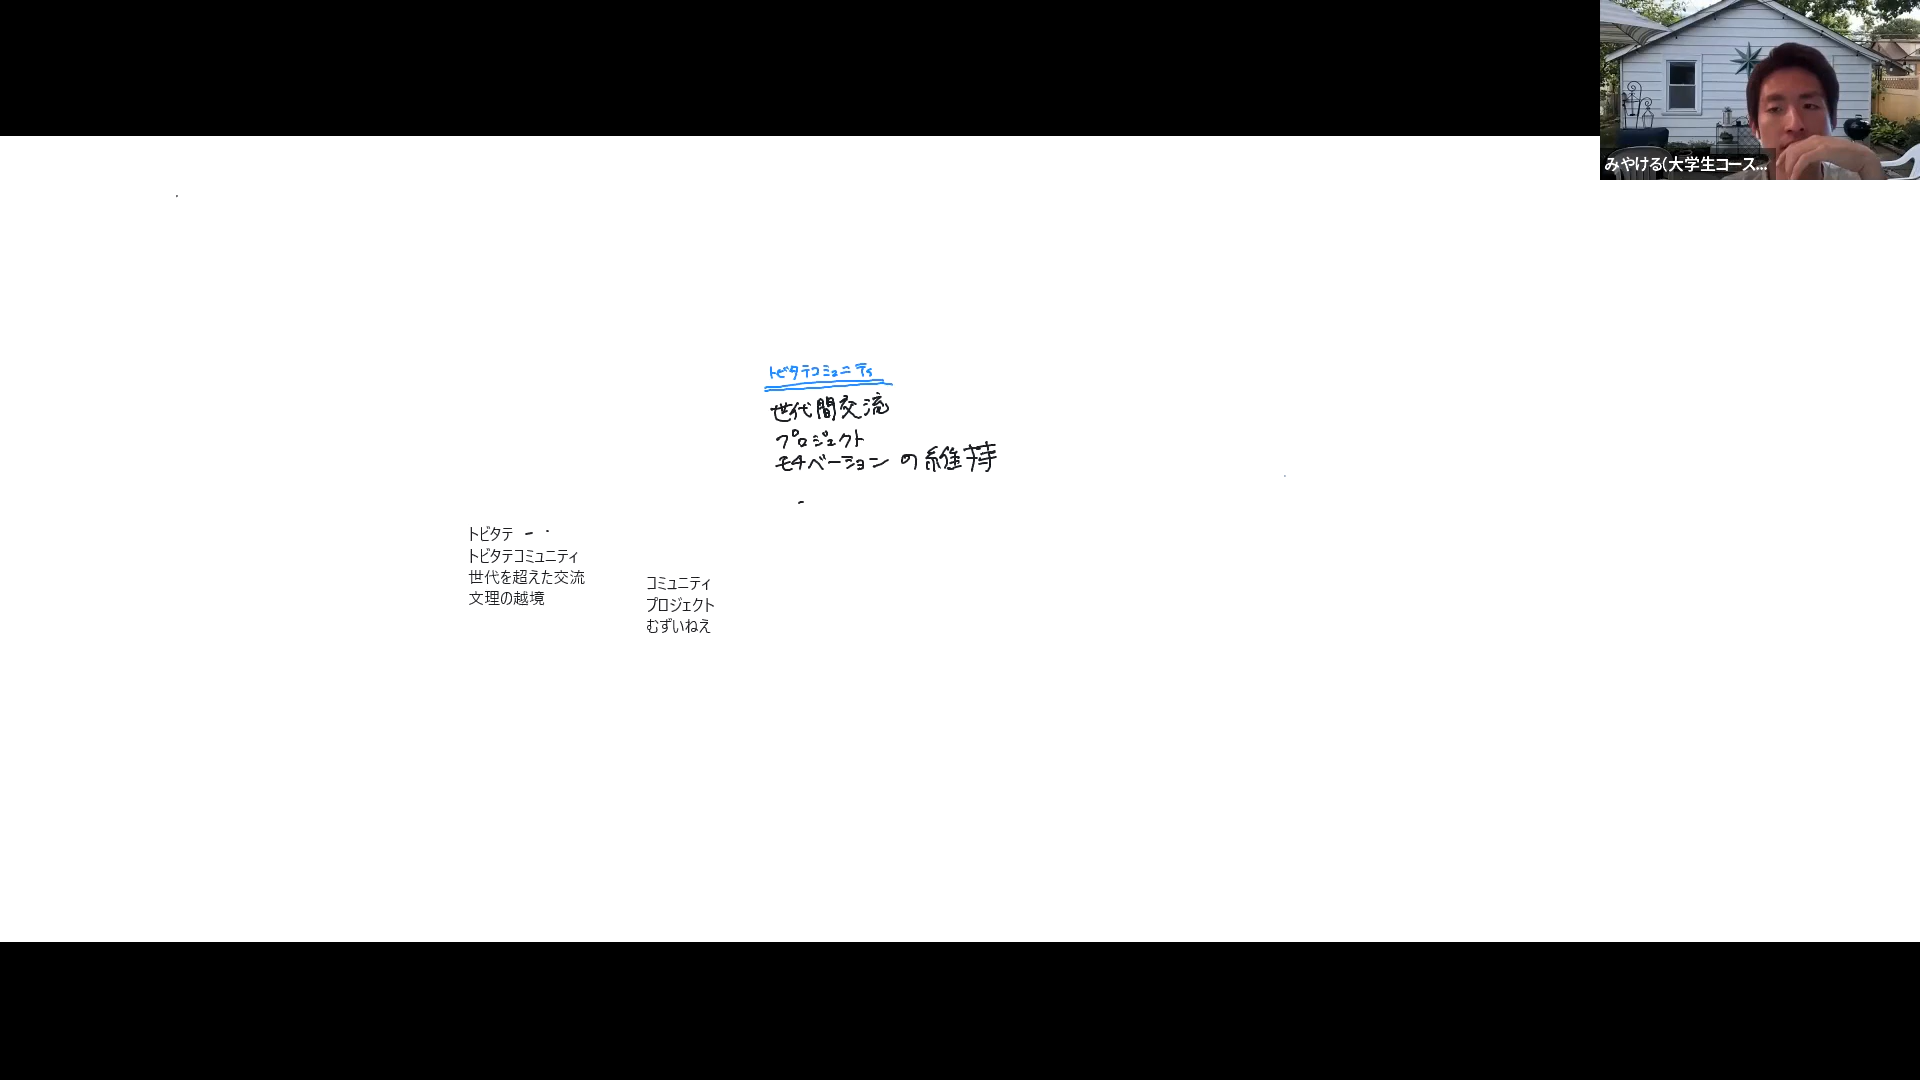 みやける(大学生コース...
トビタテコミュニティ
世代間交流
プロジェクト
モチベーションの維持
トビタテ
トビタテコミュニティ
世代を超えた交流
文理の越境
コミュニティ
プロジェクト
むずいねえ